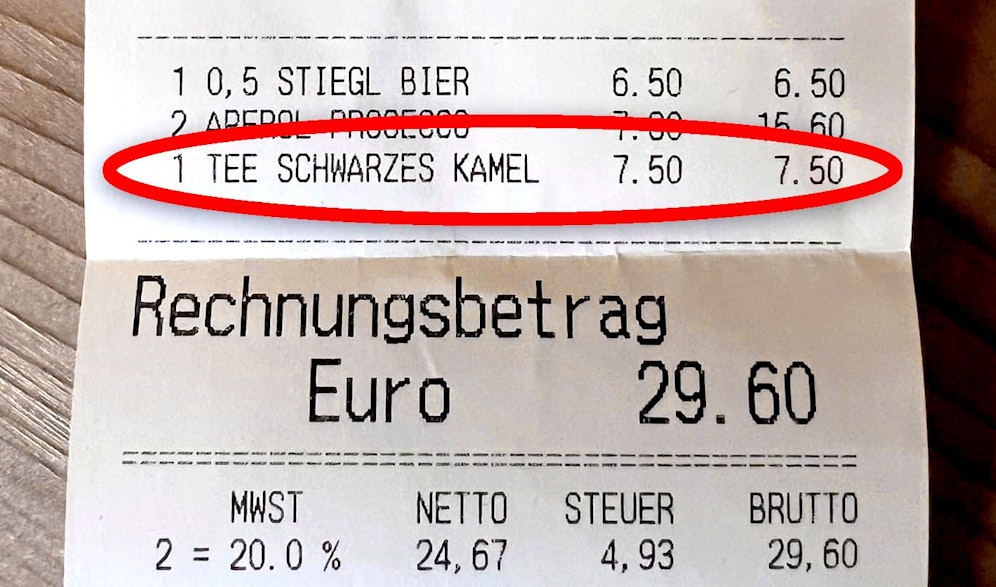 1 0,5 STIEGL BIER 6.50 6.50
2 APEROL PROSECCO 7.80 15.60
1 TEE SCHWARZES KAMEL 7.50 7.50
Rechnungsbetrag
Euro 29.60
MWST NETTO STEUER BRUTTO
2 = 20.0 % 24,67 4,93 29,60